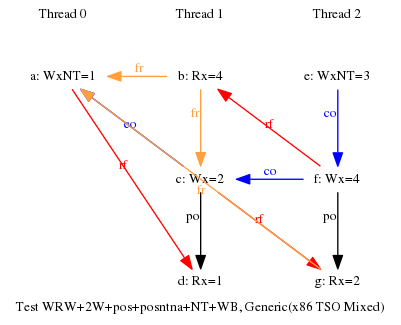 Thread 0 Thread 1 Thread 2
a: WxNT=1 fr b: Rx=4 e: WxNT=3
co rf fr rf co
c: Wx=2 co f: Wx=4
fr
po rf po
d: Rx=1 g: Rx=2
Test WRW+2W+pos+posntna+NT+WB, Generic(x86 TSO Mixed)